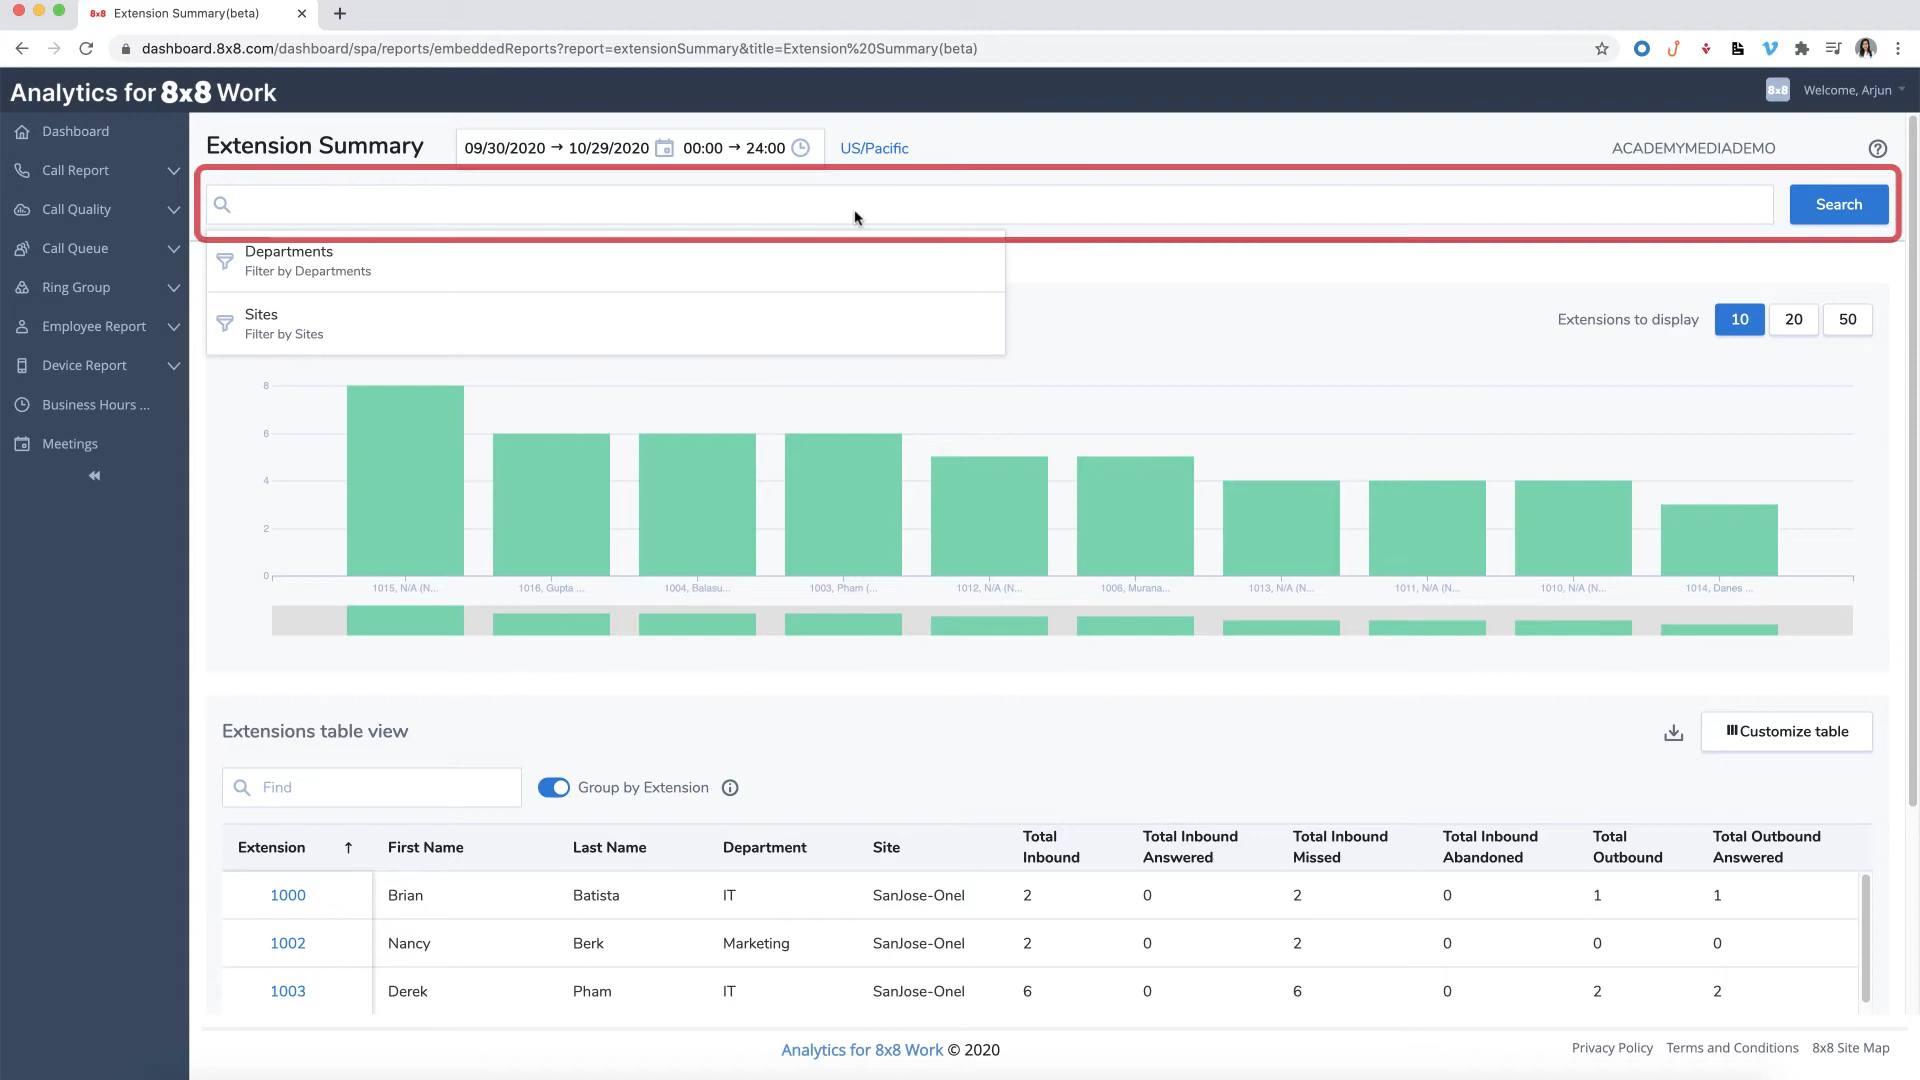 8x8 Extension Summary(beta)
dashboard.8x8.com/dashboard/spa/reports/embeddedReports?report=extensionSummary&title=Extension%20Summary(beta)
Analytics for 8x8 Work
8x8 Welcome, Arjun
Dashboard
Call Report
Call Quality
Call Queue
Ring Group
Employee Report
Device Report
Business Hours ...
Meetings
Extension Summary
09/30/2020 → 10/29/2020 00:00 → 24:00 US/Pacific
ACADEMYMEDIADEMO
Search
Departments
Filter by Departments
Sites
Filter by Sites
Extensions to display 10 20 50
8
6
4
2
0
1015, N/A (N... 1016, Gupta ... 1004, Balasu... 1003, Pham (... 1012, N/A (N... 1006, Murana... 1013, N/A (N... 1011, N/A (N... 1010, N/A (N... 1014, Danes ...
Extensions table view
Customize table
Find
Group by Extension
Extension ↑ First Name Last Name Department Site Total Inbound Total Inbound Answered Total Inbound Missed Total Inbound Abandoned Total Outbound Total Outbound Answered
1000 Brian Batista IT SanJose-Onel 2 0 2 0 1 1
1002 Nancy Berk Marketing SanJose-Onel 2 0 2 0 0 0
1003 Derek Pham IT SanJose-Onel 6 0 6 0 2 2
Analytics for 8x8 Work © 2020
Privacy Policy Terms and Conditions 8x8 Site Map